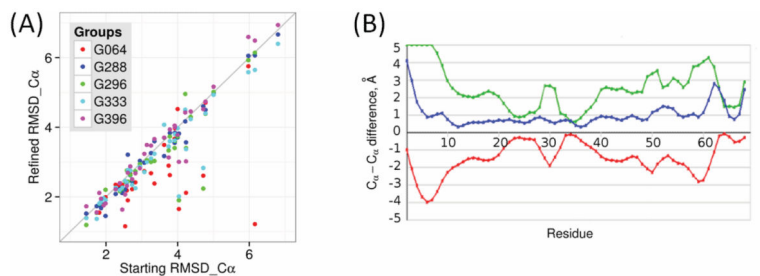 (A)
Groups
G064
G288
G296
G333
G396
Refined RMSD_Cα
6
4
2
2 4 6
Starting RMSD_Cα
(B)
Cα – Cα difference, Å
5
4
3
2
1
0
-1
-2
-3
-4
-5
10 20 30 40 50 60
Residue